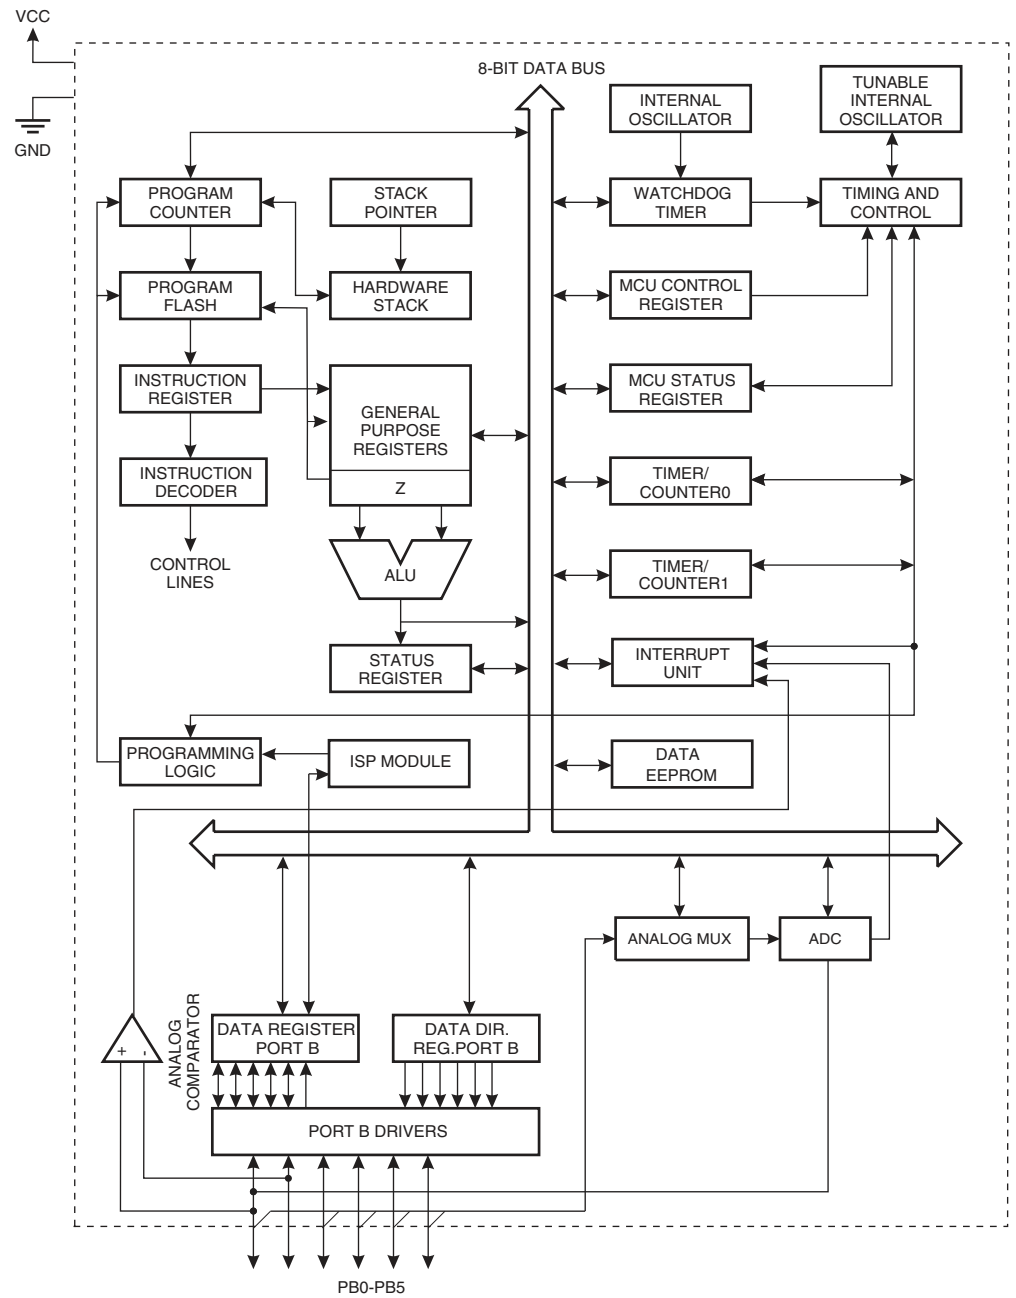 VCC
GND
8-BIT DATA BUS
INTERNAL
OSCILLATOR
TUNABLE
INTERNAL
OSCILLATOR
PROGRAM
COUNTER
STACK
POINTER
WATCHDOG
TIMER
TIMING AND
CONTROL
PROGRAM
FLASH
HARDWARE
STACK
MCU CONTROL
REGISTER
INSTRUCTION
REGISTER
GENERAL
PURPOSE
REGISTERS
Z
MCU STATUS
REGISTER
INSTRUCTION
DECODER
TIMER/
COUNTER0
CONTROL
LINES
ALU
TIMER/
COUNTER1
STATUS
REGISTER
INTERRUPT
UNIT
PROGRAMMING
LOGIC
ISP MODULE
DATA
EEPROM
ANALOG MUX
ADC
ANALOG
COMPARATOR
+
-
DATA REGISTER
PORT B
DATA DIR.
REG.PORT B
PORT B DRIVERS
PB0-PB5